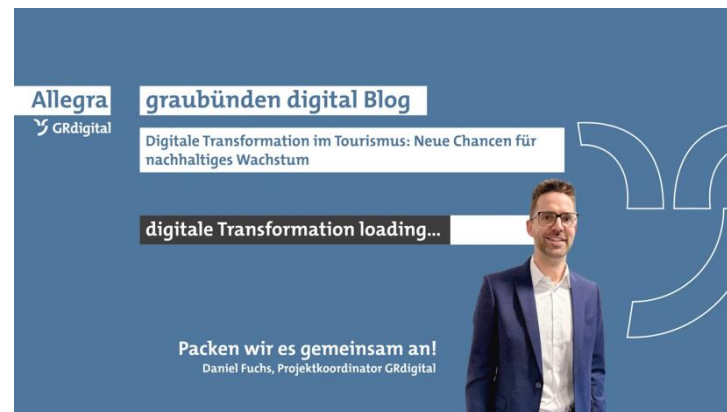 Allegra
GRdigital
graubünden digital Blog
Digitale Transformation im Tourismus: Neue Chancen für
nachhaltiges Wachstum
digitale Transformation loading...
Packen wir es gemeinsam an!
Daniel Fuchs, Projektkoordinator GRdigital